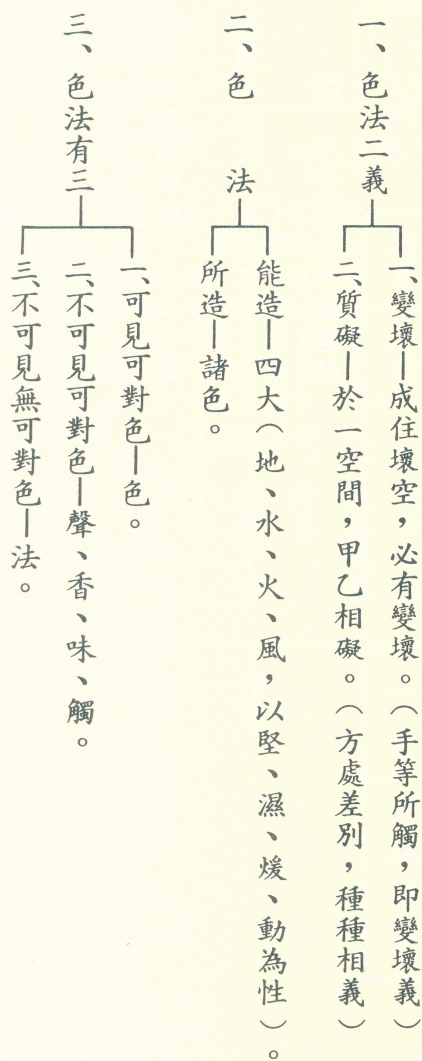 一、色法二義
一、變壞—成住壞空，必有變壞。（手等所觸，即變壞義）
二、質礙—於一空間，甲乙相礙。（方處差別，種種相義）
二、色　法
能造—四大（地、水、火、風，以堅、濕、煖、動為性）。
所造—諸色。
三、色法有三
一、可見可對色—色。
二、不可見可對色—聲、香、味、觸。
三、不可見無可對色—法。